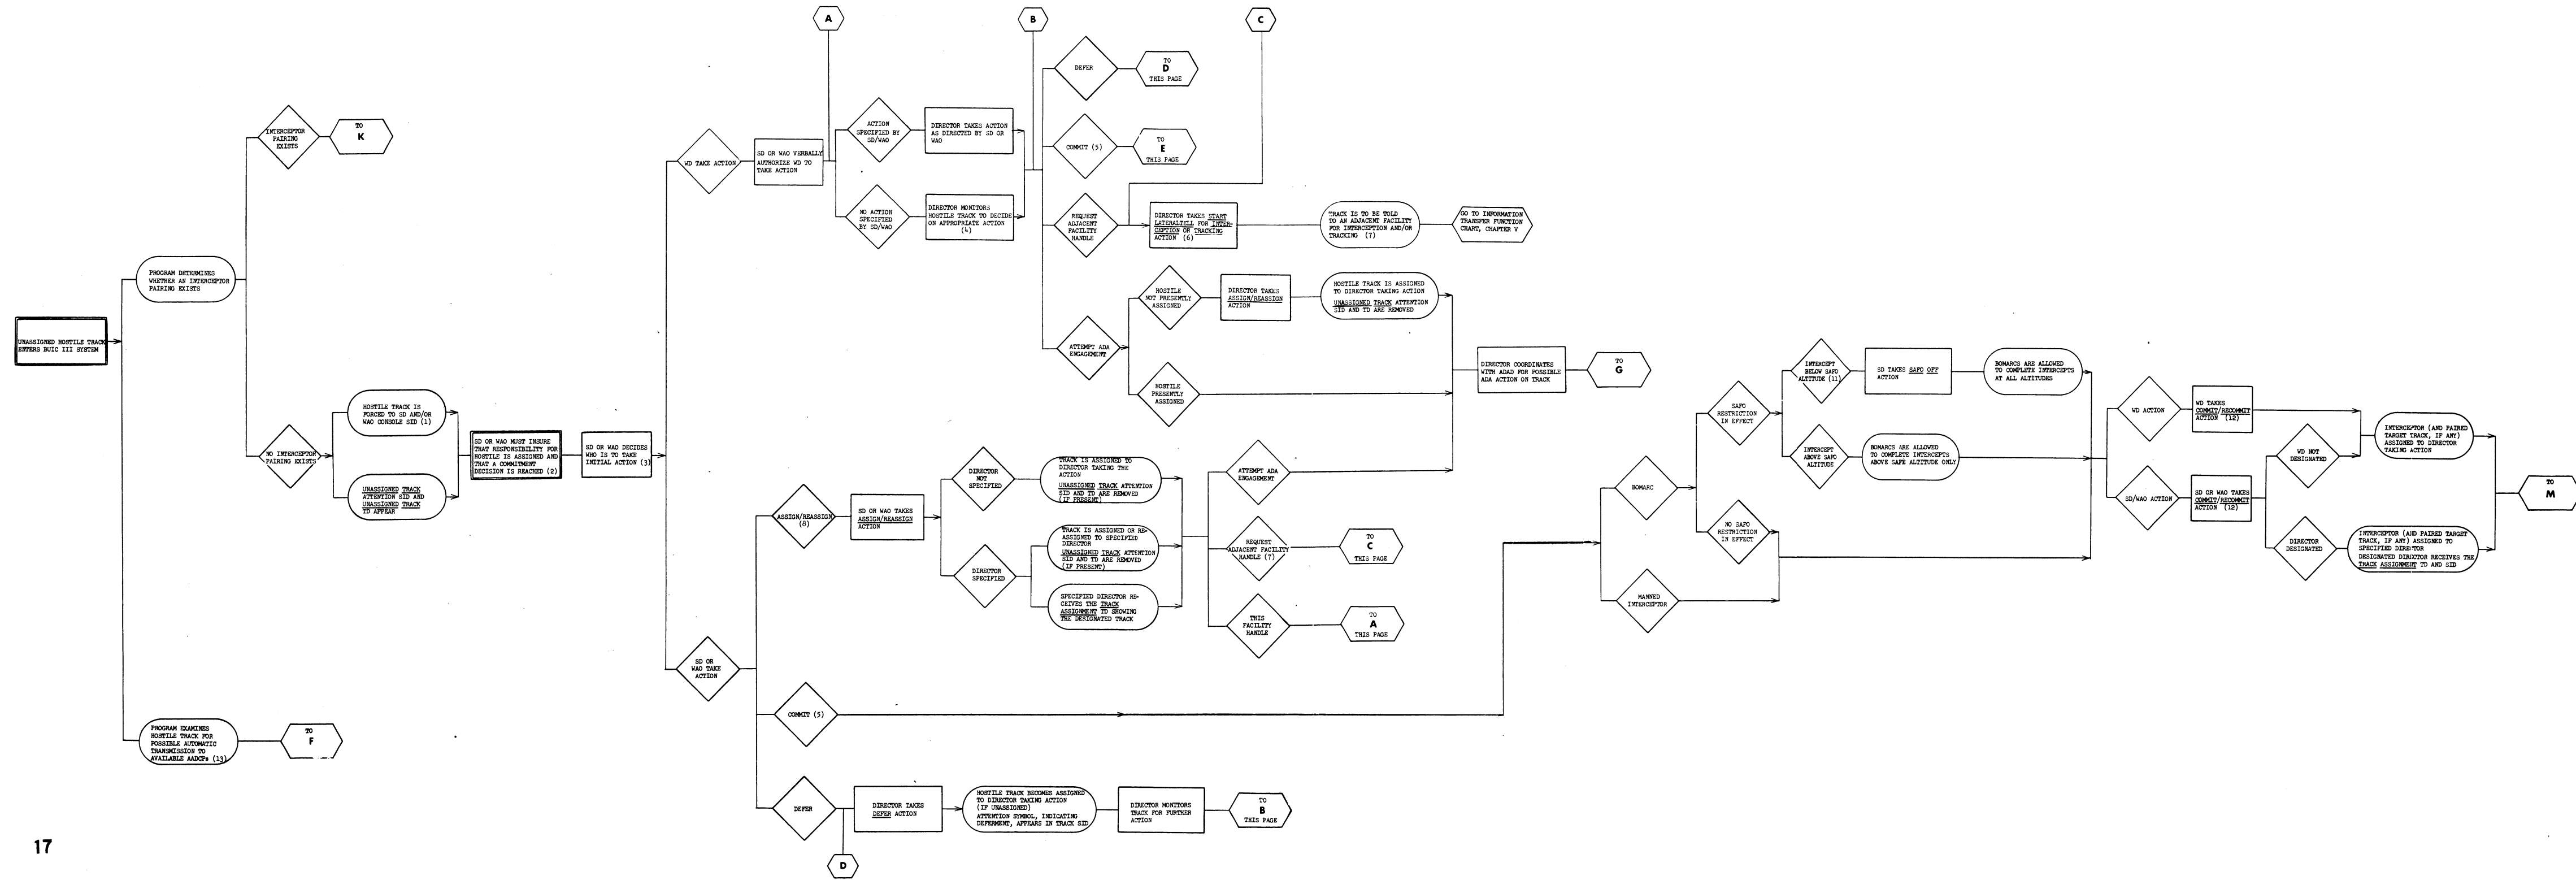 UNASSIGNED HOSTILE TRACK
ENTERS BUIC III SYSTEM
PROGRAM DETERMINES
WHETHER AN INTERCEPTOR
PAIRING EXISTS
INTERCEPTOR
PAIRING
EXISTS
TO
K
NO INTERCEPTOR
PAIRING EXISTS
HOSTILE TRACK IS
FORCED TO SD AND/OR
WAO CONSOLE SID (1)
UNASSIGNED TRACK
ATTENTION SID AND
UNASSIGNED TRACK
TD APPEAR
PROGRAM EXAMINES
HOSTILE TRACK FOR
POSSIBLE AUTOMATIC
TRANSMISSION TO
AVAILABLE AADCPs (13)
TO
F
SD OR WAO MUST INSURE
THAT RESPONSIBILITY FOR
HOSTILE IS ASSIGNED AND
THAT A COMMITMENT
DECISION IS REACHED (2)
SD OR WAO DECIDES
WHO IS TO TAKE
INITIAL ACTION (3)
WD TAKE ACTION
SD OR WAO VERBALLY
AUTHORIZE WD TO
TAKE ACTION
A
ACTION
SPECIFIED BY
SD/WAO
DIRECTOR TAKES ACTION
AS DIRECTED BY SD OR
WAO
NO ACTION
SPECIFIED
BY SD/WAO
DIRECTOR MONITORS
HOSTILE TRACK TO DECIDE
ON APPROPRIATE ACTION
(4)
B
DEFER
TO
D
THIS PAGE
COMMIT (5)
TO
E
THIS PAGE
C
REQUEST
ADJACENT
FACILITY
HANDLE
DIRECTOR TAKES START
LATERALTELL FOR INTER-
CEPTION OR TRACKING
ACTION (6)
TRACK IS TO BE TOLD
TO AN ADJACENT FACILITY
FOR INTERCEPTION AND/OR
TRACKING (7)
GO TO INFORMATION
TRANSFER FUNCTION
CHART, CHAPTER V
ATTEMPT ADA
ENGAGEMENT
HOSTILE
NOT PRESENTLY
ASSIGNED
DIRECTOR TAKES
ASSIGN/REASSIGN
ACTION
HOSTILE TRACK IS ASSIGNED
TO DIRECTOR TAKING ACTION
UNASSIGNED TRACK ATTENTION
SID AND TD ARE REMOVED
HOSTILE
PRESENTLY
ASSIGNED
DIRECTOR COORDINATES
WITH ADAD FOR POSSIBLE
ADA ACTION ON TRACK
TO
G
SD OR
WAO TAKE
ACTION
ASSIGN/REASSIGN
(8)
SD OR WAO TAKES
ASSIGN/REASSIGN
ACTION
DIRECTOR
NOT
SPECIFIED
TRACK IS ASSIGNED TO
DIRECTOR TAKING THE
ACTION
UNASSIGNED TRACK ATTENTION
SID AND TD ARE REMOVED
(IF PRESENT)
DIRECTOR
SPECIFIED
TRACK IS ASSIGNED OR RE-
ASSIGNED TO SPECIFIED
DIRECTOR
UNASSIGNED TRACK ATTENTION
SID AND TD ARE REMOVED
(IF PRESENT)
SPECIFIED DIRECTOR RE-
CEIVES THE TRACK
ASSIGNMENT TD SHOWING
THE DESIGNATED TRACK
ATTEMPT ADA
ENGAGEMENT
REQUEST
ADJACENT FACILITY
HANDLE (7)
TO
C
THIS PAGE
THIS
FACILITY
HANDLE
TO
A
THIS PAGE
COMMIT (5)
DEFER
D
DIRECTOR TAKES
DEFER ACTION
HOSTILE TRACK BECOMES ASSIGNED
TO DIRECTOR TAKING ACTION
(IF UNASSIGNED)
ATTENTION SYMBOL, INDICATING
DEFERMENT, APPEARS IN TRACK SID
DIRECTOR MONITORS
TRACK FOR FURTHER
ACTION
TO
B
THIS PAGE
BOMARC
MANNED
INTERCEPTOR
SAFO
RESTRICTION
IN EFFECT
NO SAFO
RESTRICTION
IN EFFECT
INTERCEPT
BELOW SAFO
ALTITUDE (11)
SD TAKES SAFO OFF
ACTION
BOMARCS ARE ALLOWED
TO COMPLETE INTERCEPTS
AT ALL ALTITUDES
INTERCEPT
ABOVE SAFO
ALTITUDE
BOMARCS ARE ALLOWED
TO COMPLETE INTERCEPTS
ABOVE SAFE ALTITUDE ONLY
WD ACTION
WD TAKES
COMMIT/RECOMMIT
ACTION (12)
SD/WAO ACTION
SD OR WAO TAKES
COMMIT/RECOMMIT
ACTION (12)
WD NOT
DESIGNATED
DIRECTOR
DESIGNATED
INTERCEPTOR (AND PAIRED
TARGET TRACK, IF ANY)
ASSIGNED TO DIRECTOR
TAKING ACTION
INTERCEPTOR (AND PAIRED TARGET
TRACK, IF ANY) ASSIGNED TO
SPECIFIED DIRECTOR
DESIGNATED DIRECTOR RECEIVES THE
TRACK ASSIGNMENT TD AND SID
TO
M
17